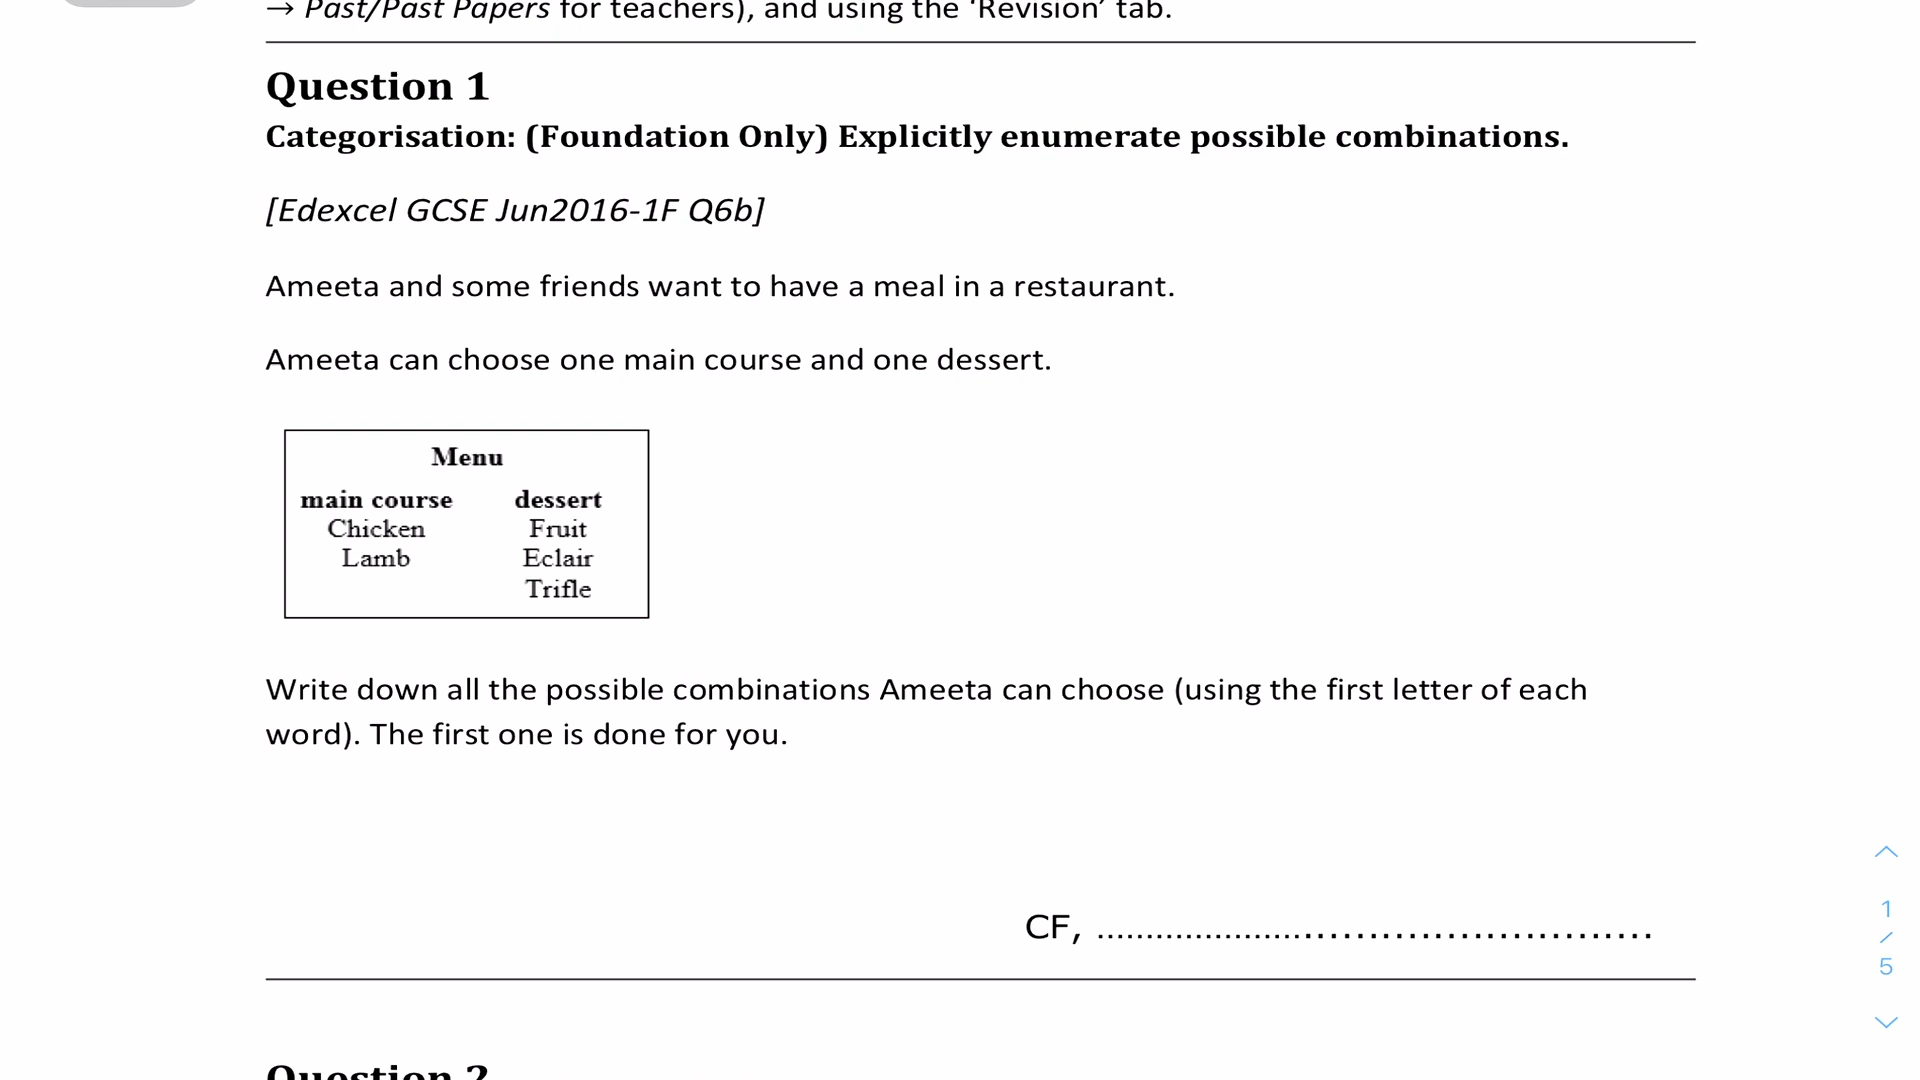 → Past/Past Papers for teachers), and using the ‘Revision’ tab.
Question 1
Categorisation: (Foundation Only) Explicitly enumerate possible combinations.
[Edexcel GCSE Jun2016-1F Q6b]
Ameeta and some friends want to have a meal in a restaurant.
Ameeta can choose one main course and one dessert.
Menu
main course dessert
Chicken Fruit
Lamb Eclair
Trifle
Write down all the possible combinations Ameeta can choose (using the first letter of each
word). The first one is done for you.
CF, ................................................
1
/
5
Question 2